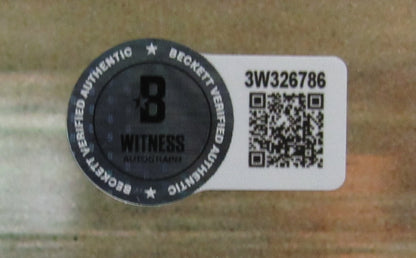 BECKETT VERIFIED AUTHENTIC ★ BECKETT VERIFIED AUTHENTIC ★
B
WITNESS
AUTOGRAPH
3W326786